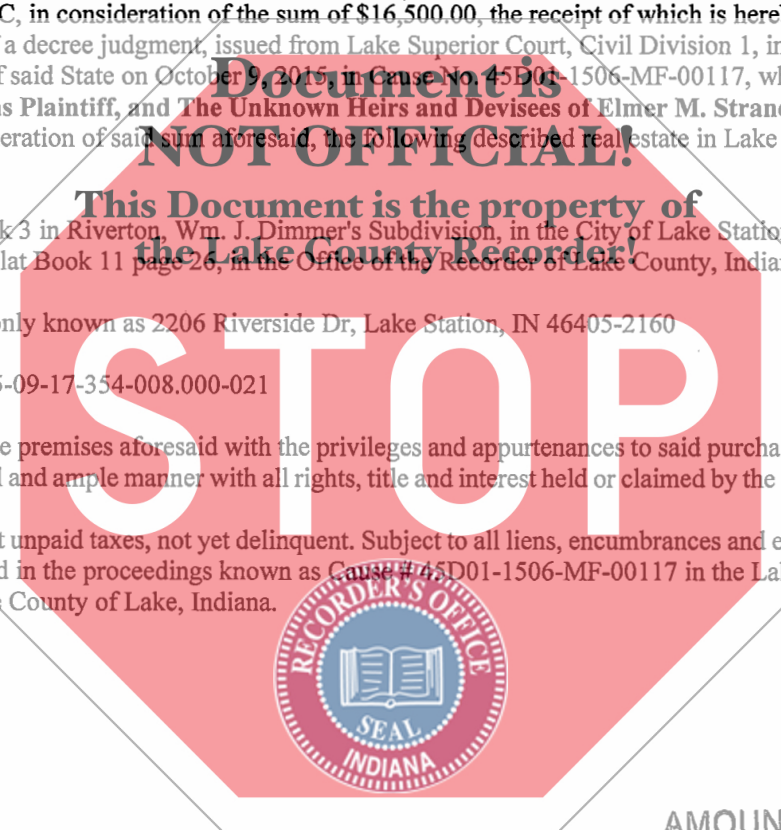 C, in consideration of the sum of $16,500.00, the receipt of which is here
a decree judgment, issued from Lake Superior Court, Civil Division 1, in
f said State on October 9, 2015, in Cause No. 45D01-1506-MF-00117, wh
Document is
as Plaintiff, and The Unknown Heirs and Devisees of Elmer M. Stran
eration of said sum aforesaid, the following described real estate in Lake
NOT OFFICIAL!
This Document is the property of
k 3 in Riverton, Wm. J. Dimmer's Subdivision, in the City of Lake Statio
the Lake County Recorder!
lat Book 11 page 26, in the Office of the Recorder of Lake County, India
nly known as 2206 Riverside Dr, Lake Station, IN 46405-2160
STOP
-09-17-354-008.000-021
e premises aforesaid with the privileges and appurtenances to said purcha
and ample manner with all rights, title and interest held or claimed by the
t unpaid taxes, not yet delinquent. Subject to all liens, encumbrances and e
d in the proceedings known as Cause # 45D01-1506-MF-00117 in the La
County of Lake, Indiana.
RECORDER'S OFFICE
SEAL
INDIANA
AMOUN